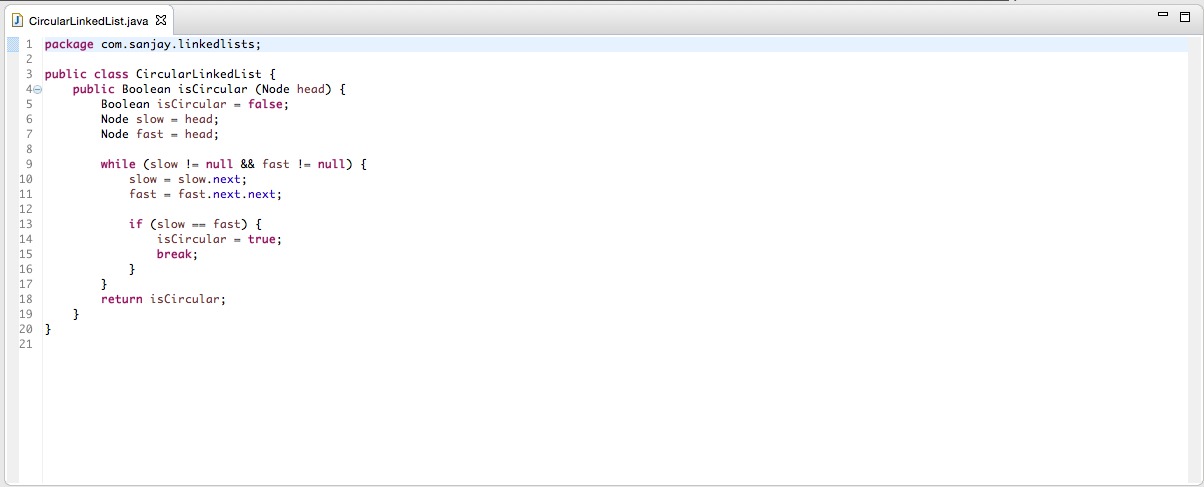 CircularLinkedList.java
1 package com.sanjay.linkedlists;
2
3 public class CircularLinkedList {
4 public Boolean isCircular (Node head) {
5 Boolean isCircular = false;
6 Node slow = head;
7 Node fast = head;
8
9 while (slow != null && fast != null) {
10 slow = slow.next;
11 fast = fast.next.next;
12
13 if (slow == fast) {
14 isCircular = true;
15 break;
16 }
17 }
18 return isCircular;
19 }
20 }
21